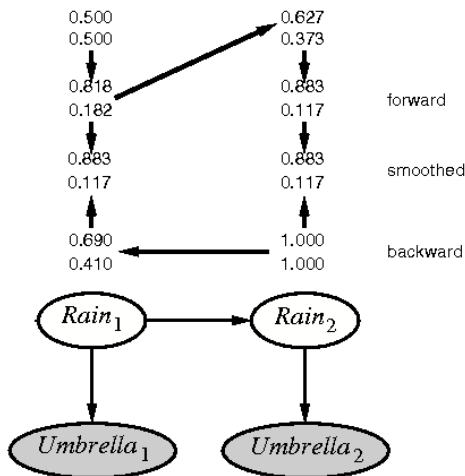 0.500 0.627
0.500 0.373
0.818 0.883
0.182 0.117 forward
0.883 0.883
0.117 0.117 smoothed
0.690 1.000
0.410 1.000 backward
Rain1 Rain2
Umbrella1 Umbrella2